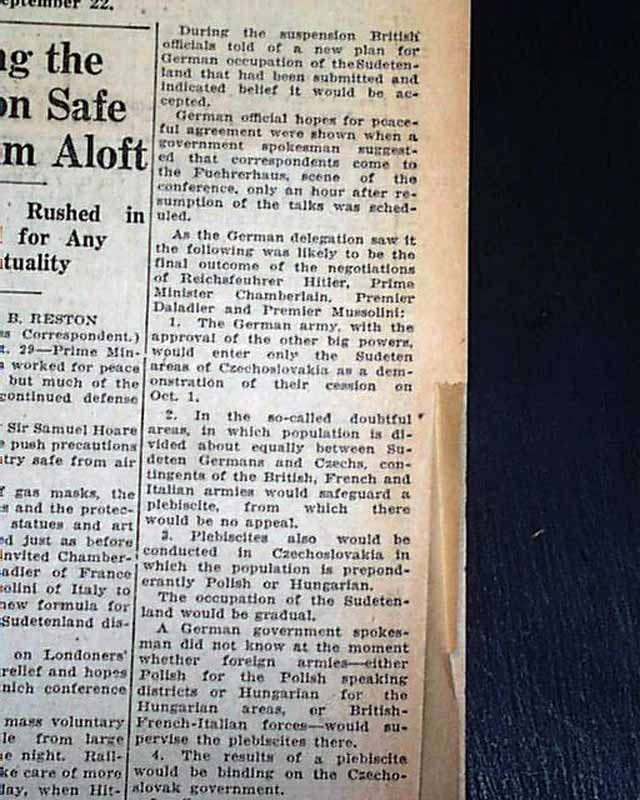 eptember 22.
ng the
on Safe
m Aloft
Rushed in
for Any
tuality
B. RESTON
ss Correspondent.)
t. 29—Prime Min-
s worked for peace
but much of the
continued defense
Sir Samuel Hoare
e push precautions
try safe from air
f gas masks, the
s and the protec-
statues and art
ed just as before
invited Chamber-
adier of France
solini of Italy to
new formula for
Sudetenland dis-
on Londoners'
relief and hopes
nich conference
mass voluntary
le from large
e night. Rail-
ke care of more
day, when Hit-
During the suspension British
officials told of a new plan for
German occupation of the Sudeten-
land that had been submitted and
indicated belief it would be ac-
cepted.
German official hopes for peace-
ful agreement were shown when a
government spokesman suggest-
ed that correspondents come to
the Fuehrerhaus, scene of the
conference, only an hour after re-
sumption of the talks was sched-
uled.
As the German delegation saw it
the following was likely to be the
final outcome of the negotiations
of Reichsfeuhrer Hitler, Prime
Minister Chamberlain, Premier
Daladier and Premier Mussolini:
1. The German army, with the
approval of the other big powers,
would enter only the Sudeten
areas of Czechoslovakia as a dem-
onstration of their cession on
Oct. 1.
2. In the so-called doubtful
areas, in which population is di-
vided about equally between Su-
deten Germans and Czechs, con-
tingents of the British, French and
Italian armies would safeguard a
plebiscite, from which there
would be no appeal.
3. Plebiscites also would be
conducted in Czechoslovakia in
which the population is prepond-
erantly Polish or Hungarian.
The occupation of the Sudeten-
land would be gradual.
A German government spokes-
man did not know at the moment
whether foreign armies—either
Polish for the Polish speaking
districts or Hungarian for the
Hungarian areas, or British-
French-Italian forces—would su-
pervise the plebiscites there.
4. The results of a plebiscite
would be binding on the Czecho-
slovak government.